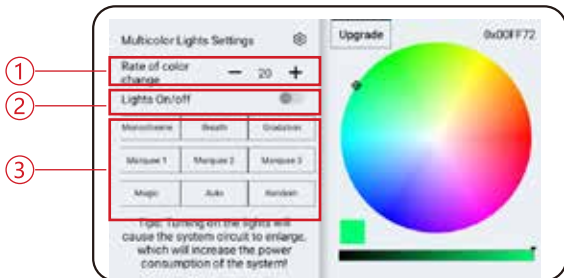 Multicolor Lights Settings
Upgrade
0x00FF72
1
Rate of color
change
− 20 +
2
Lights On/off
3
Monochrome Breath Gradation
Marquee 1 Marquee 2 Marquee 3
Magic Auto Random
Tips: Turning on the lights will
cause the system circuit to enlarge,
which will increase the power
consumption of the system!